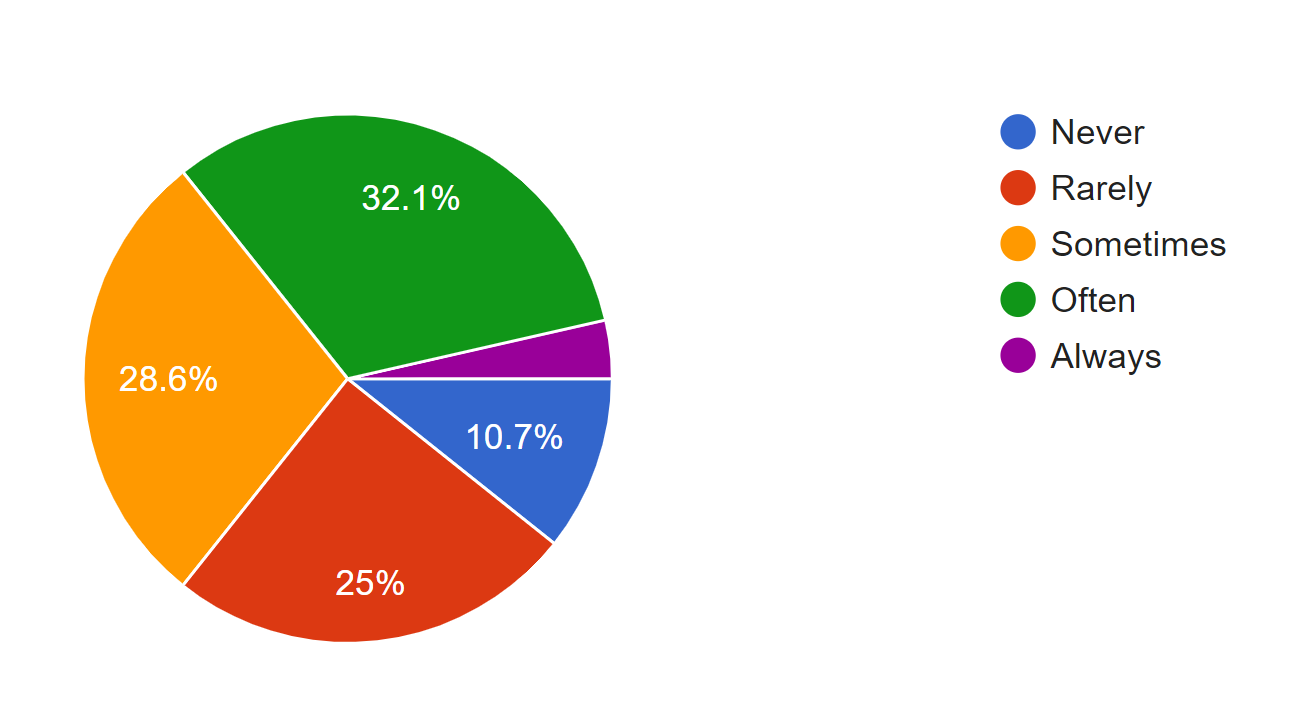 32.1%
28.6%
10.7%
25%
Never
Rarely
Sometimes
Often
Always